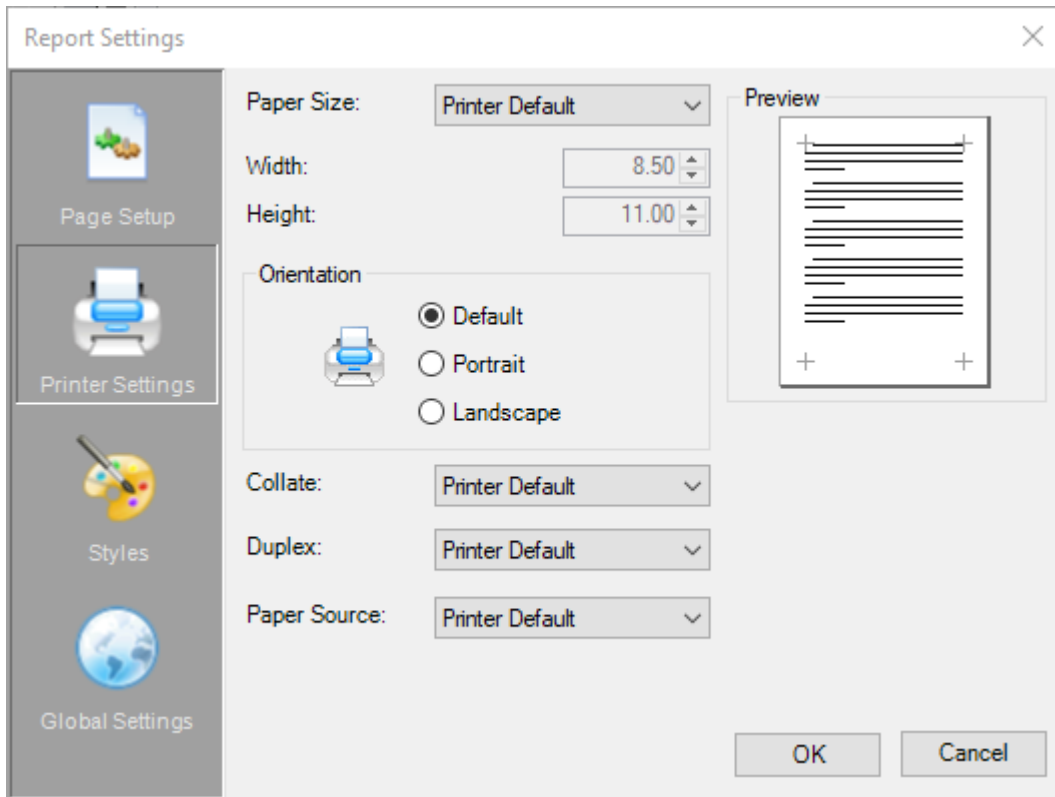 Report Settings
Page Setup
Printer Settings
Styles
Global Settings
Paper Size: Printer Default
Width: 8.50
Height: 11.00
Orientation
Default
Portrait
Landscape
Collate: Printer Default
Duplex: Printer Default
Paper Source: Printer Default
Preview
OK Cancel